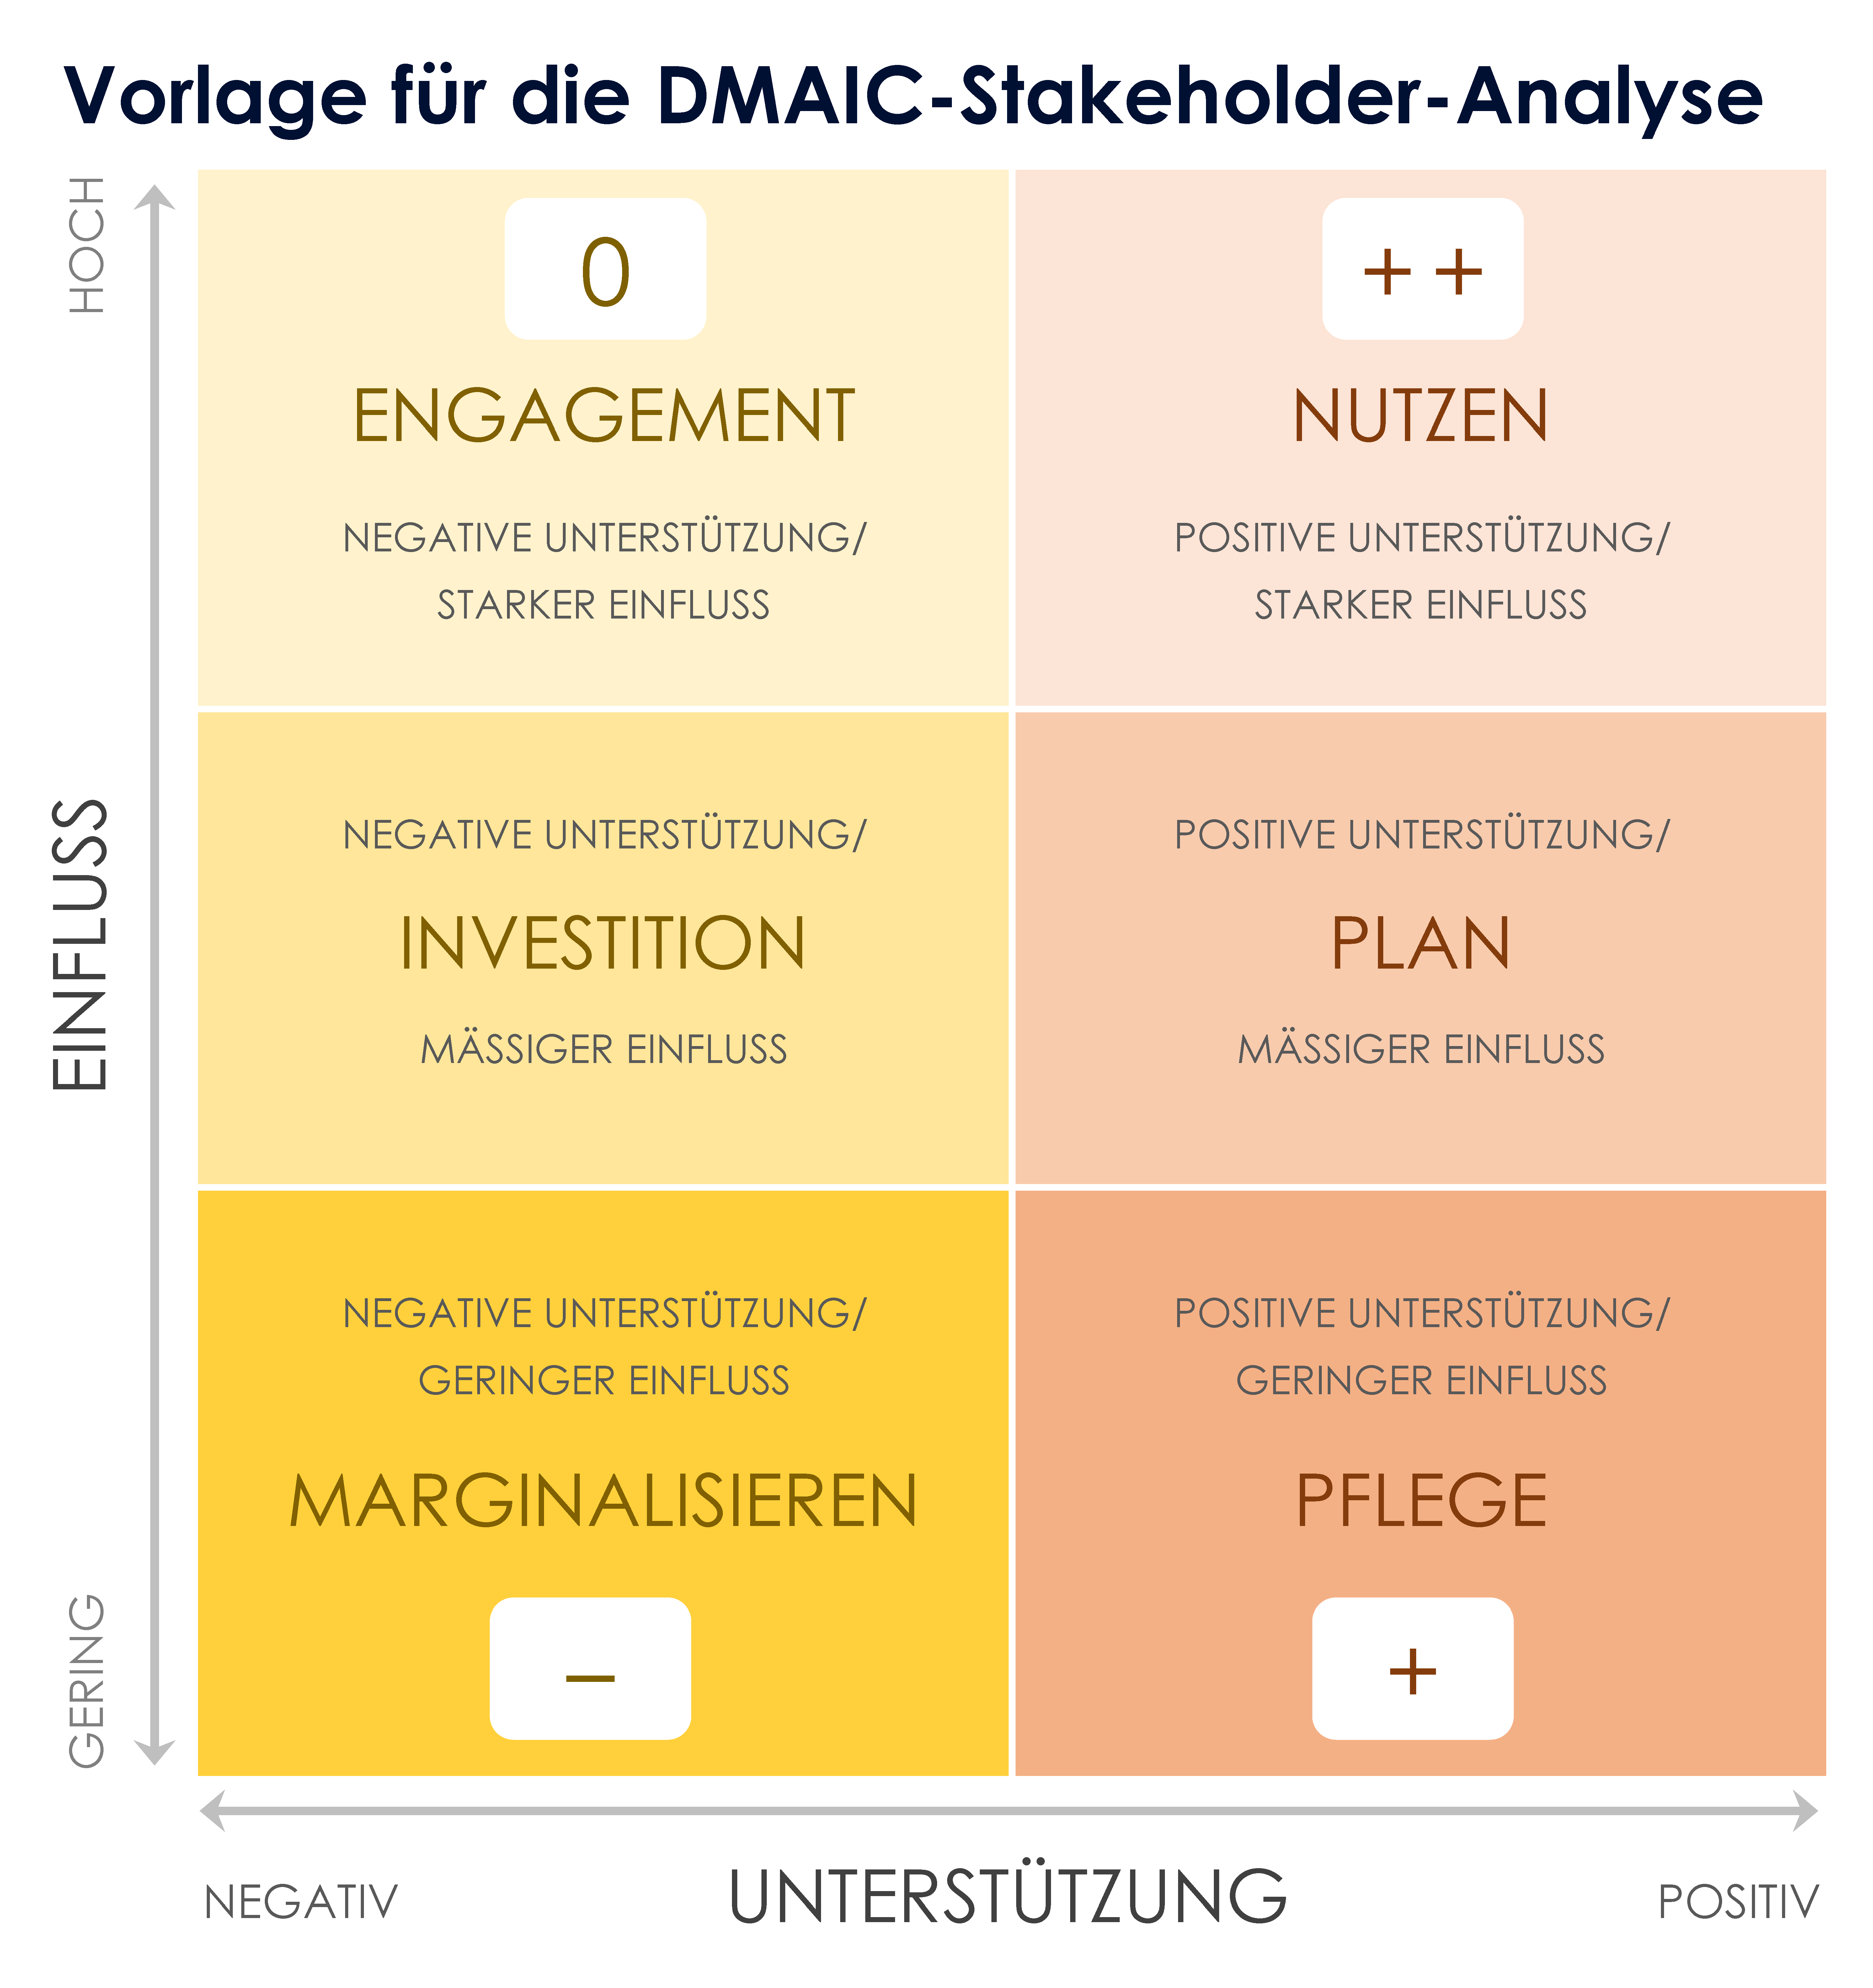 Vorlage für die DMAIC-Stakeholder-Analyse
HOCH
EINFLUSS
GERING
0
ENGAGEMENT
NEGATIVE UNTERSTÜTZUNG/
STARKER EINFLUSS
++
NUTZEN
POSITIVE UNTERSTÜTZUNG/
STARKER EINFLUSS
NEGATIVE UNTERSTÜTZUNG/
INVESTITION
MÄSSIGER EINFLUSS
POSITIVE UNTERSTÜTZUNG/
PLAN
MÄSSIGER EINFLUSS
NEGATIVE UNTERSTÜTZUNG/
GERINGER EINFLUSS
MARGINALISIEREN
–
POSITIVE UNTERSTÜTZUNG/
GERINGER EINFLUSS
PFLEGE
+
NEGATIV
UNTERSTÜTZUNG
POSITIV